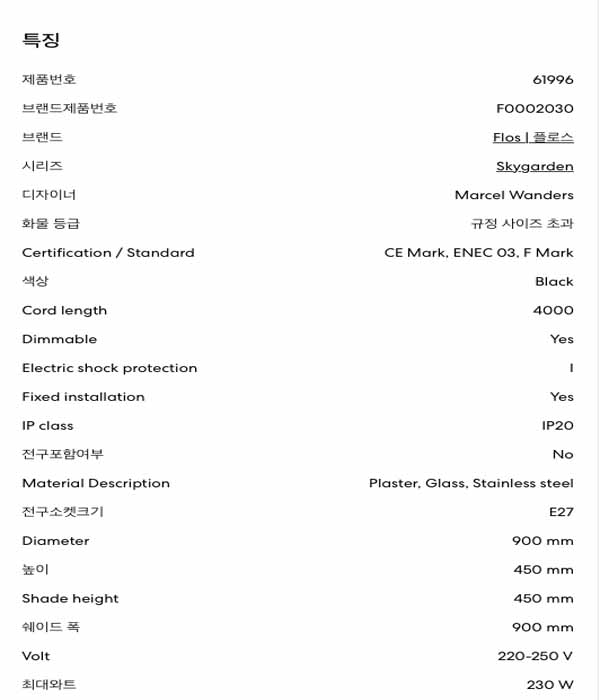 특징
제품번호 61996
브랜드제품번호 F0002030
브랜드 Flos | 플로스
시리즈 Skygarden
디자이너 Marcel Wanders
화물 등급 규정 사이즈 초과
Certification / Standard CE Mark, ENEC 03, F Mark
색상 Black
Cord length 4000
Dimmable Yes
Electric shock protection I
Fixed installation Yes
IP class IP20
전구포함여부 No
Material Description Plaster, Glass, Stainless steel
전구소켓크기 E27
Diameter 900 mm
높이 450 mm
Shade height 450 mm
쉐이드 폭 900 mm
Volt 220-250 V
최대와트 230 W